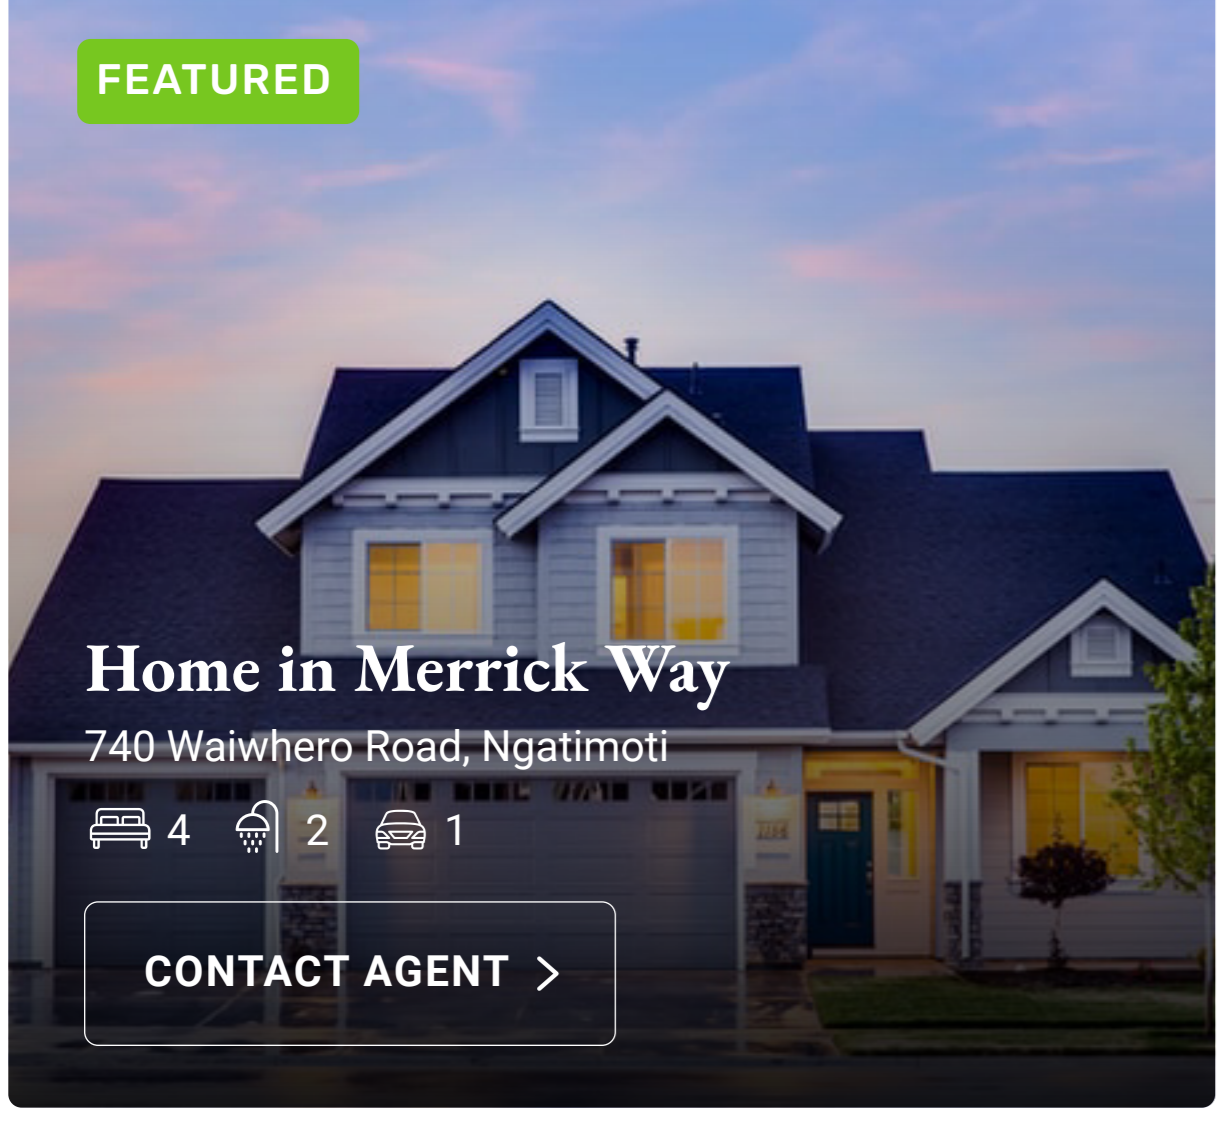 FEATURED
Home in Merrick Way
740 Waiwhero Road, Ngatimoti
4 2 1
CONTACT AGENT